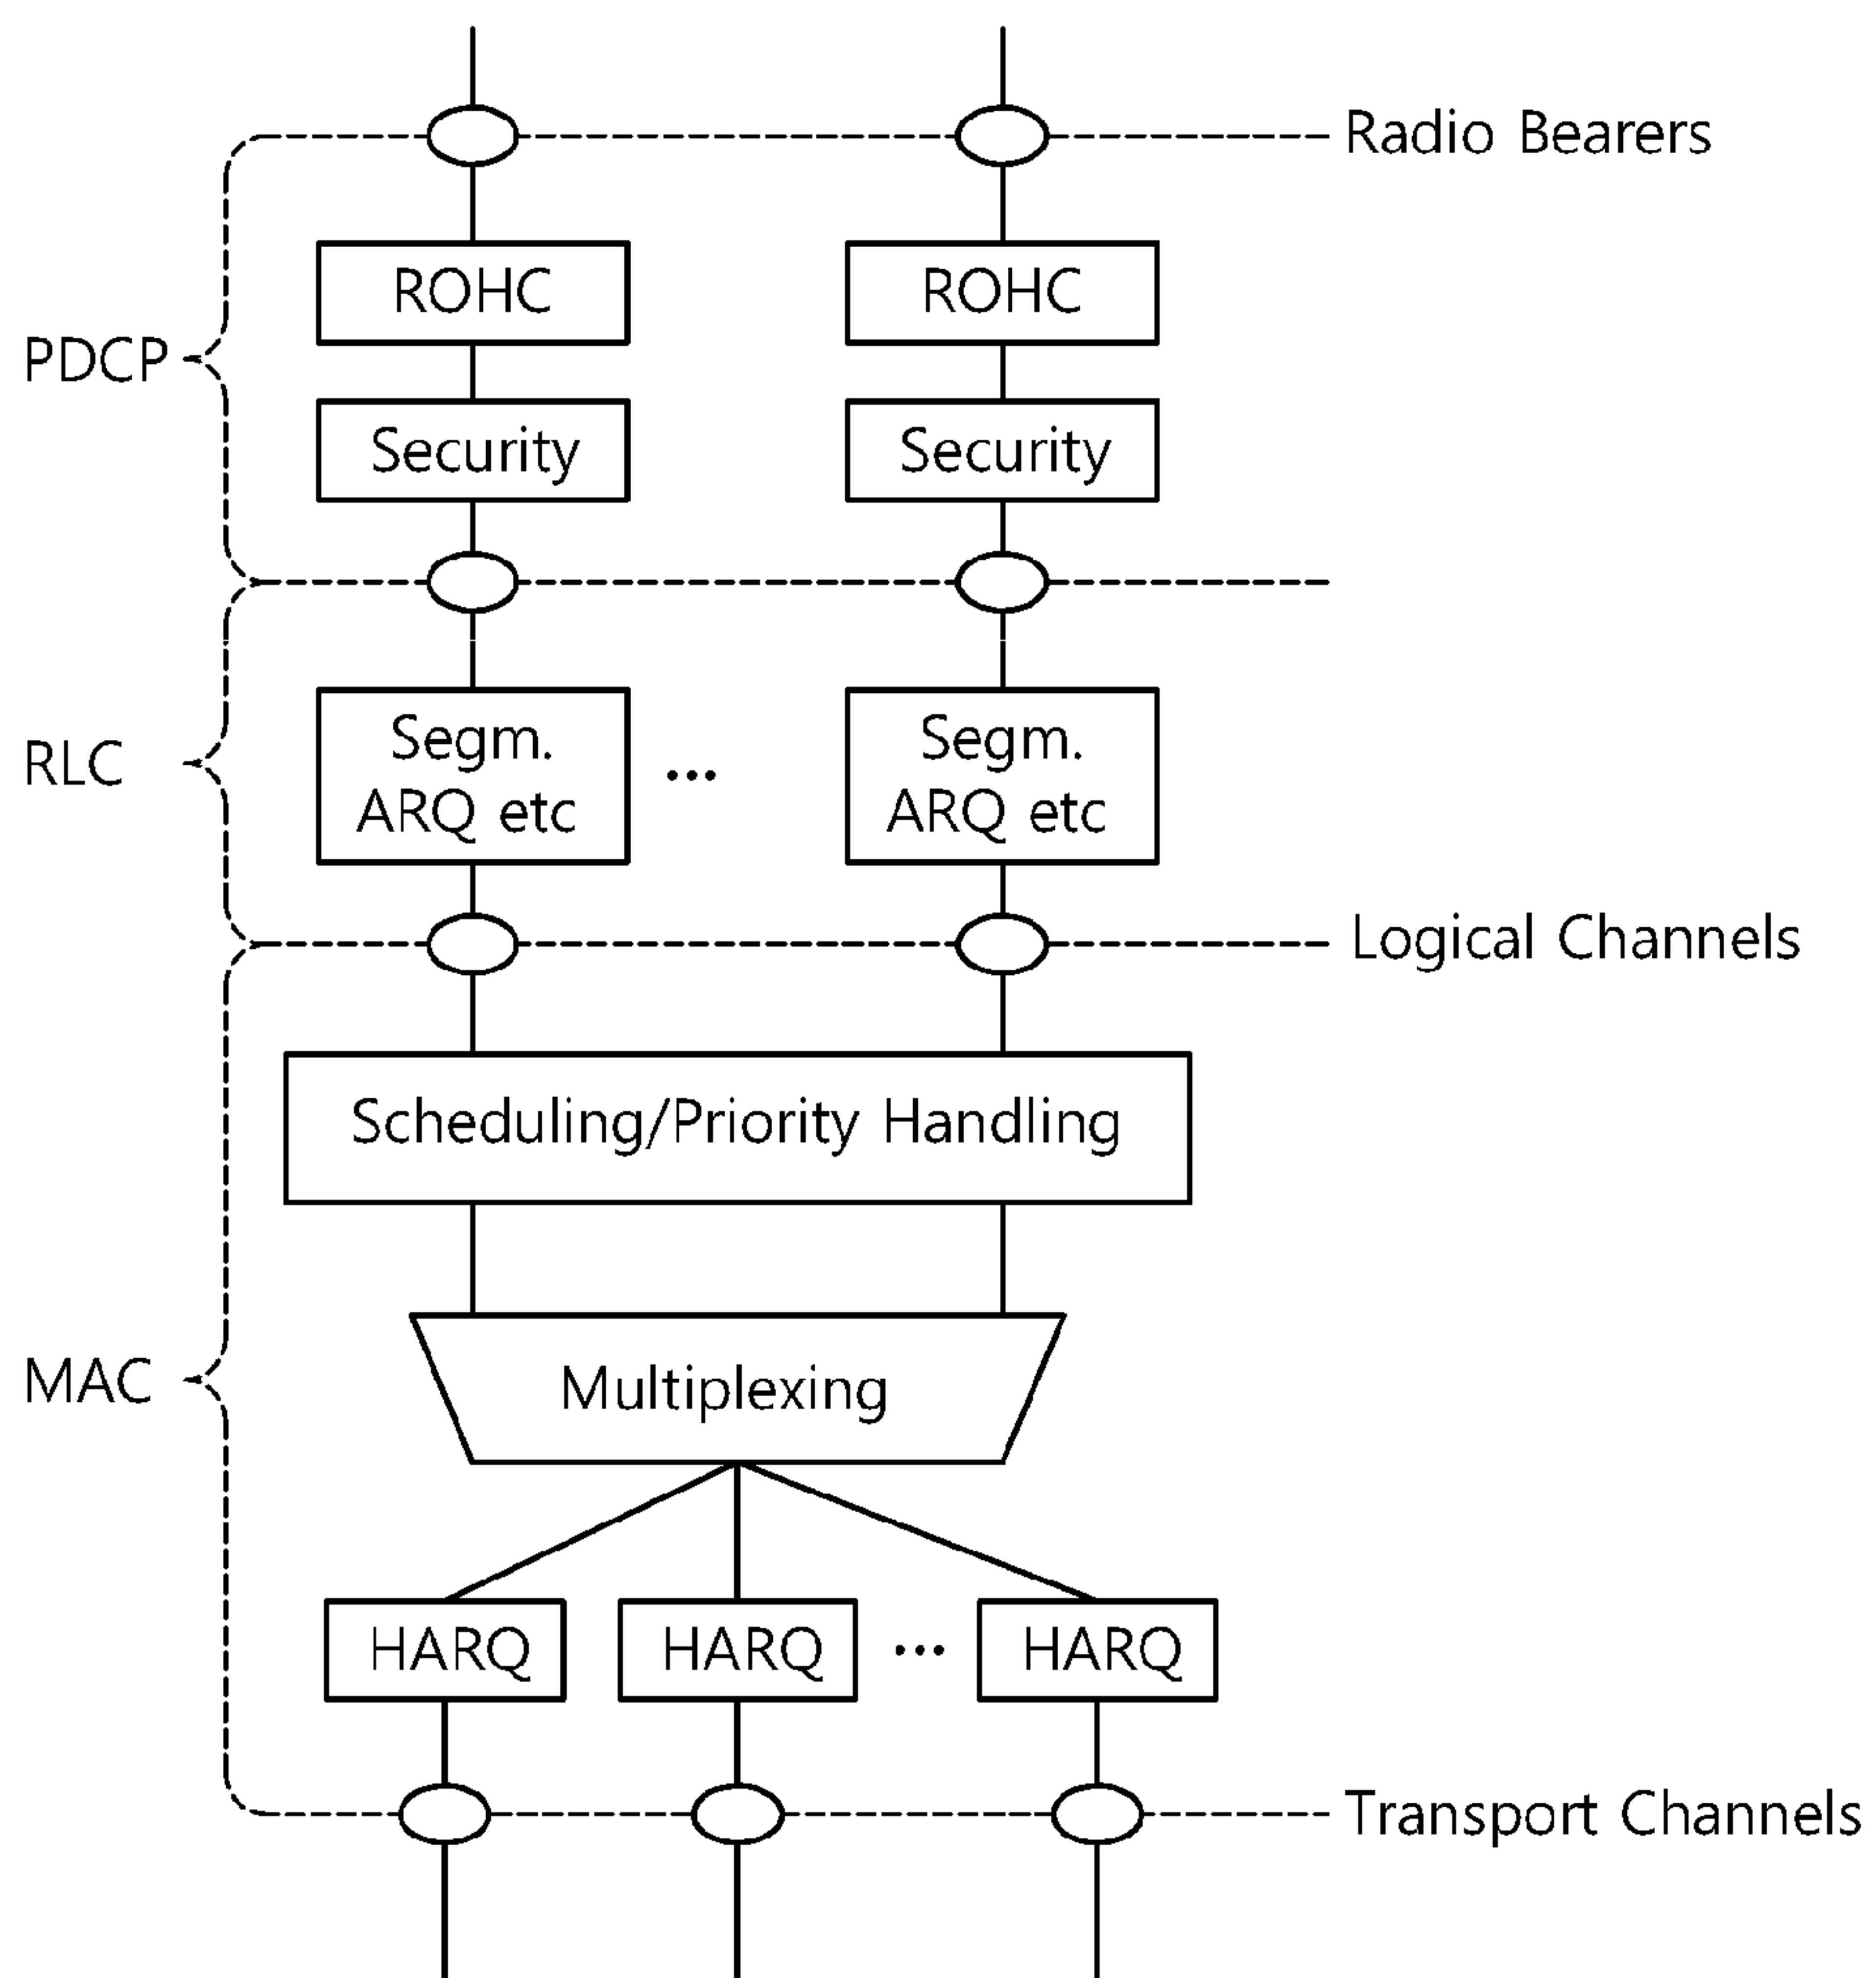 Radio Bearers
ROHC ROHC
PDCP
Security Security
Segm. Segm.
RLC
ARQ etc ... ARQ etc
Logical Channels
Scheduling/Priority Handling
MAC
Multiplexing
HARQ HARQ ... HARQ
Transport Channels